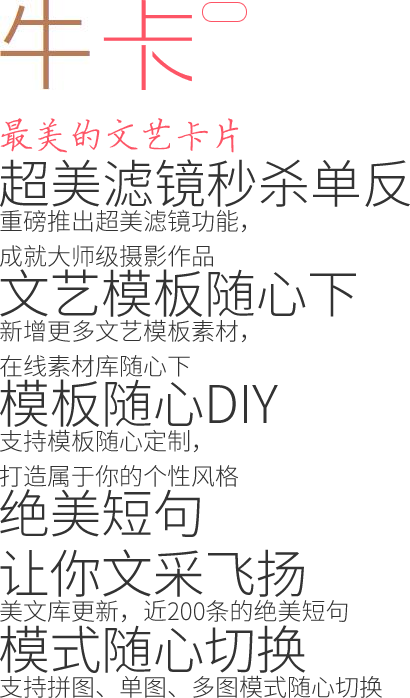 牛卡
最美的文艺卡片
超美滤镜秒杀单反
重磅推出超美滤镜功能，
成就大师级摄影作品
文艺模板随心下
新增更多文艺模板素材，
在线素材库随心下
模板随心DIY
支持模板随心定制，
打造属于你的个性风格
绝美短句
让你文采飞扬
美文库更新，近200条的绝美短句
模式随心切换
支持拼图、单图、多图模式随心切换